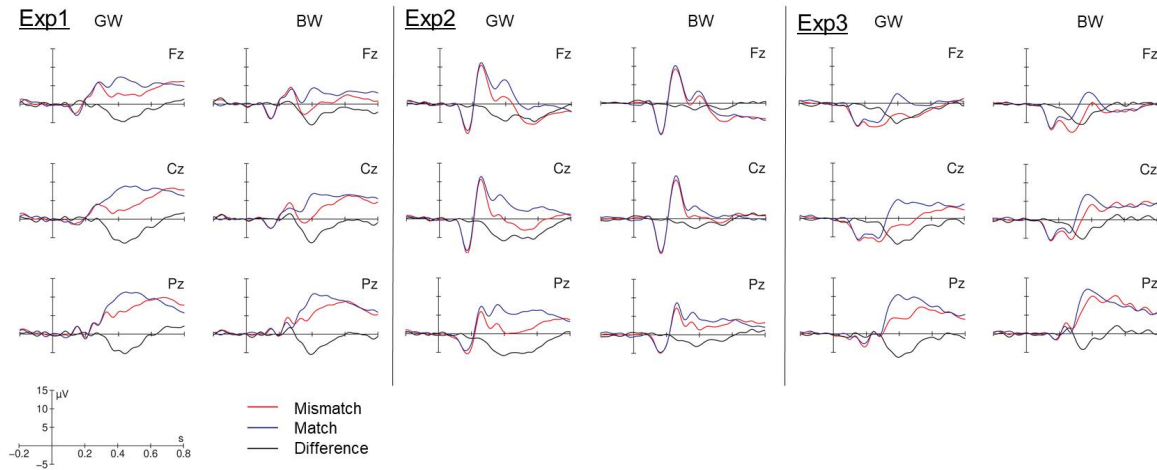 Exp1 GW BW Exp2 GW BW Exp3 GW BW
Fz Fz Fz Fz Fz Fz
Cz Cz Cz Cz Cz Cz
Pz Pz Pz Pz Pz Pz
15 µV
10
5
s
−0.2 0.2 0.4 0.6 0.8
−5
Mismatch
Match
Difference